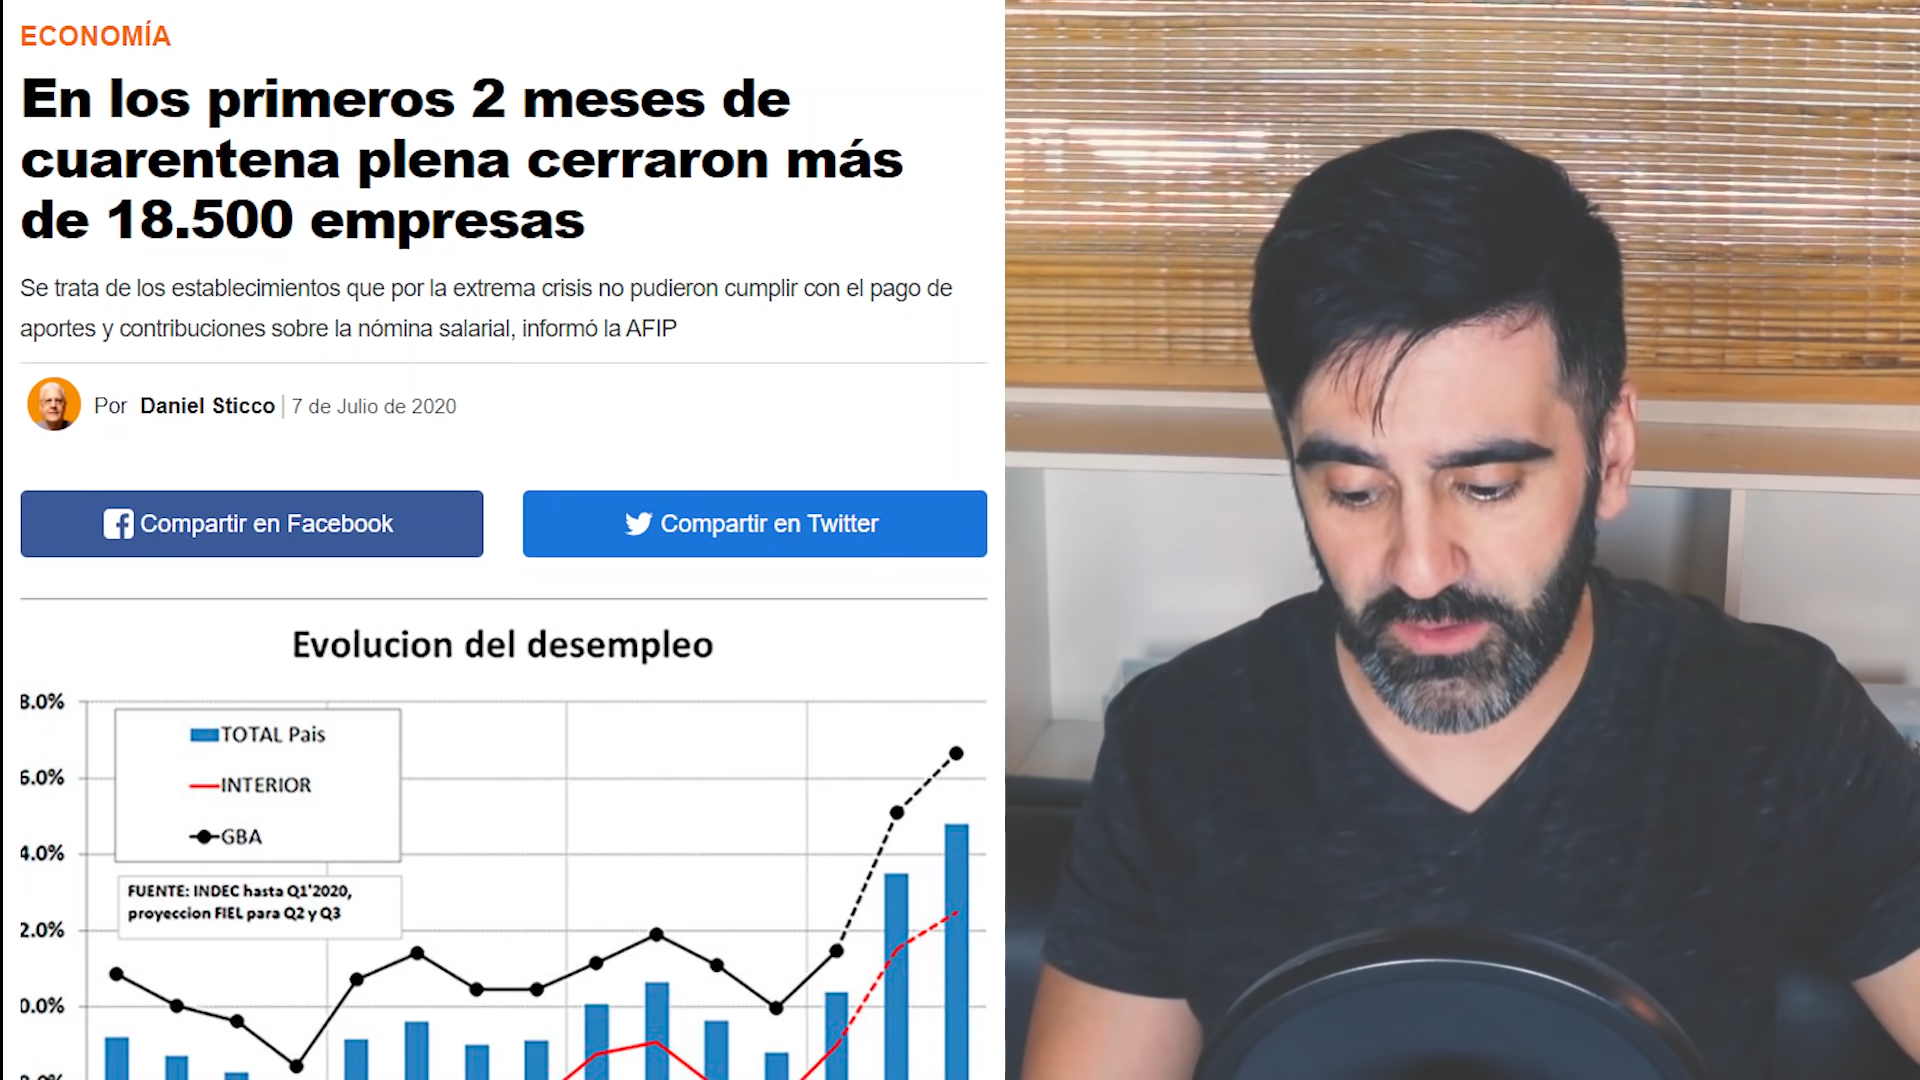 ECONOMÍA
En los primeros 2 meses de
cuarentena plena cerraron más
de 18.500 empresas
Se trata de los establecimientos que por la extrema crisis no pudieron cumplir con el pago de
aportes y contribuciones sobre la nómina salarial, informó la AFIP
Por Daniel Sticco | 7 de Julio de 2020
Compartir en Facebook
Compartir en Twitter
Evolucion del desempleo
8.0%
6.0%
4.0%
2.0%
0.0%
TOTAL Pais
INTERIOR
GBA
FUENTE: INDEC hasta Q1'2020,
proyeccion FIEL para Q2 y Q3